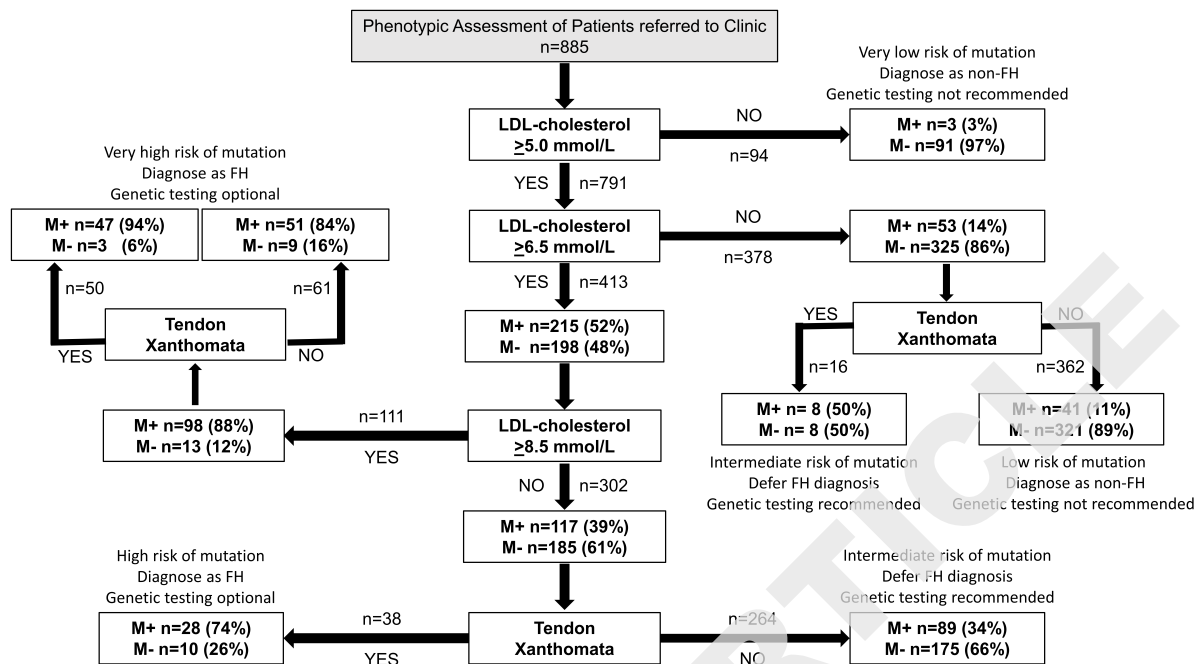 Phenotypic Assessment of Patients referred to Clinic
n=885
Very low risk of mutation
Diagnose as non-FH
Genetic testing not recommended
LDL-cholesterol
≥5.0 mmol/L
NO
n=94
M+ n=3 (3%)
M- n=91 (97%)
YES n=791
Very high risk of mutation
Diagnose as FH
Genetic testing optional
M+ n=47 (94%)
M- n=3 (6%)
M+ n=51 (84%)
M- n=9 (16%)
LDL-cholesterol
≥6.5 mmol/L
NO
n=378
M+ n=53 (14%)
M- n=325 (86%)
YES n=413
n=50
n=61
Tendon
Xanthomata
YES
NO
M+ n=215 (52%)
M- n=198 (48%)
YES
Tendon
Xanthomata
NO
n=16
n=362
M+ n=98 (88%)
M- n=13 (12%)
n=111
YES
LDL-cholesterol
≥8.5 mmol/L
M+ n= 8 (50%)
M- n= 8 (50%)
M+ n=41 (11%)
M- n=321 (89%)
Intermediate risk of mutation
Defer FH diagnosis
Genetic testing recommended
Low risk of mutation
Diagnose as non-FH
Genetic testing not recommended
NO n=302
M+ n=117 (39%)
M- n=185 (61%)
High risk of mutation
Diagnose as FH
Genetic testing optional
Intermediate risk of mutation
Defer FH diagnosis
Genetic testing recommended
M+ n=28 (74%)
M- n=10 (26%)
n=38
YES
Tendon
Xanthomata
n=264
NO
M+ n=89 (34%)
M- n=175 (66%)
RTICLE